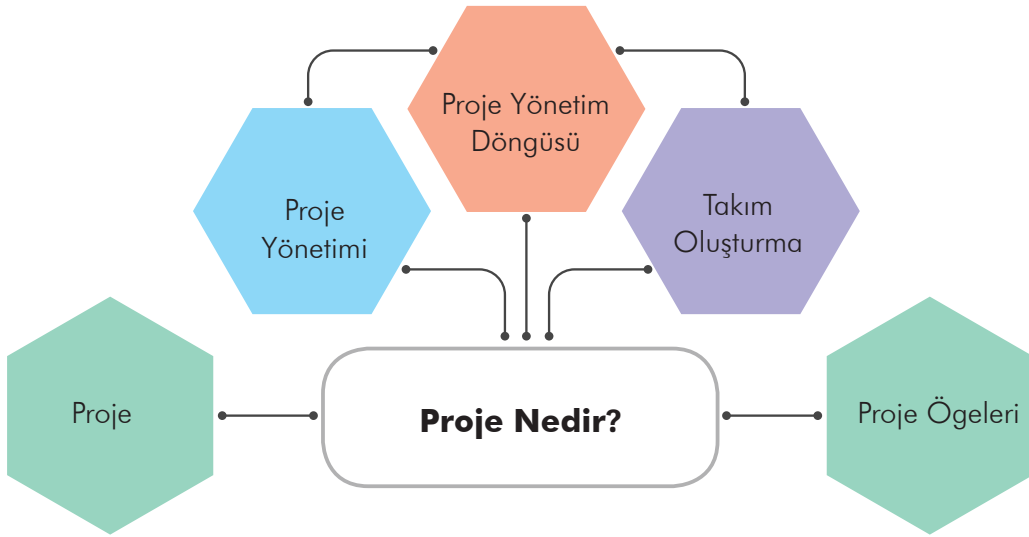 Proje Yönetim
Döngüsü
Proje
Yönetimi
Takım
Oluşturma
Proje
Proje Nedir?
Proje Ögeleri